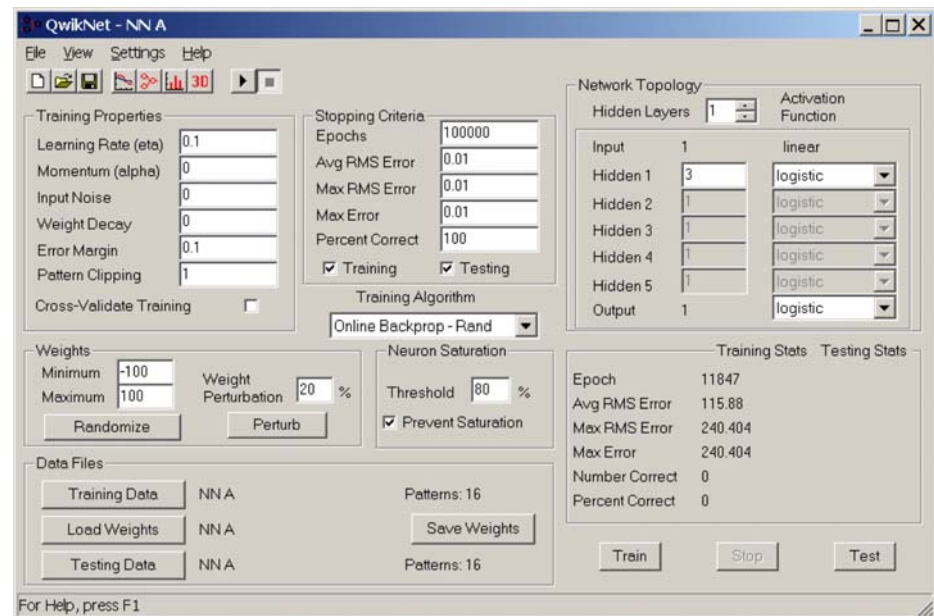 QwikNet - NN A
File View Settings Help
3D
Training Properties
Learning Rate (eta) 0.1
Momentum (alpha) 0
Input Noise 0
Weight Decay 0
Error Margin 0.1
Pattern Clipping 1
Cross-Validate Training
Stopping Criteria
Epochs 100000
Avg RMS Error 0.01
Max RMS Error 0.01
Max Error 0.01
Percent Correct 100
Training Testing
Training Algorithm
Online Backprop - Rand
Network Topology
Hidden Layers 1 Activation Function
Input 1 linear
Hidden 1 3 logistic
Hidden 2 1 logistic
Hidden 3 1 logistic
Hidden 4 1 logistic
Hidden 5 1 logistic
Output 1 logistic
Weights
Minimum -100
Maximum 100
Weight Perturbation 20 %
Randomize Perturb
Neuron Saturation
Threshold 80 %
Prevent Saturation
Training Stats Testing Stats
Epoch 11847
Avg RMS Error 115.88
Max RMS Error 240.404
Max Error 240.404
Number Correct 0
Percent Correct 0
Data Files
Training Data NN A Patterns: 16
Load Weights NN A Save Weights
Testing Data NN A Patterns: 16
Train Stop Test
For Help, press F1